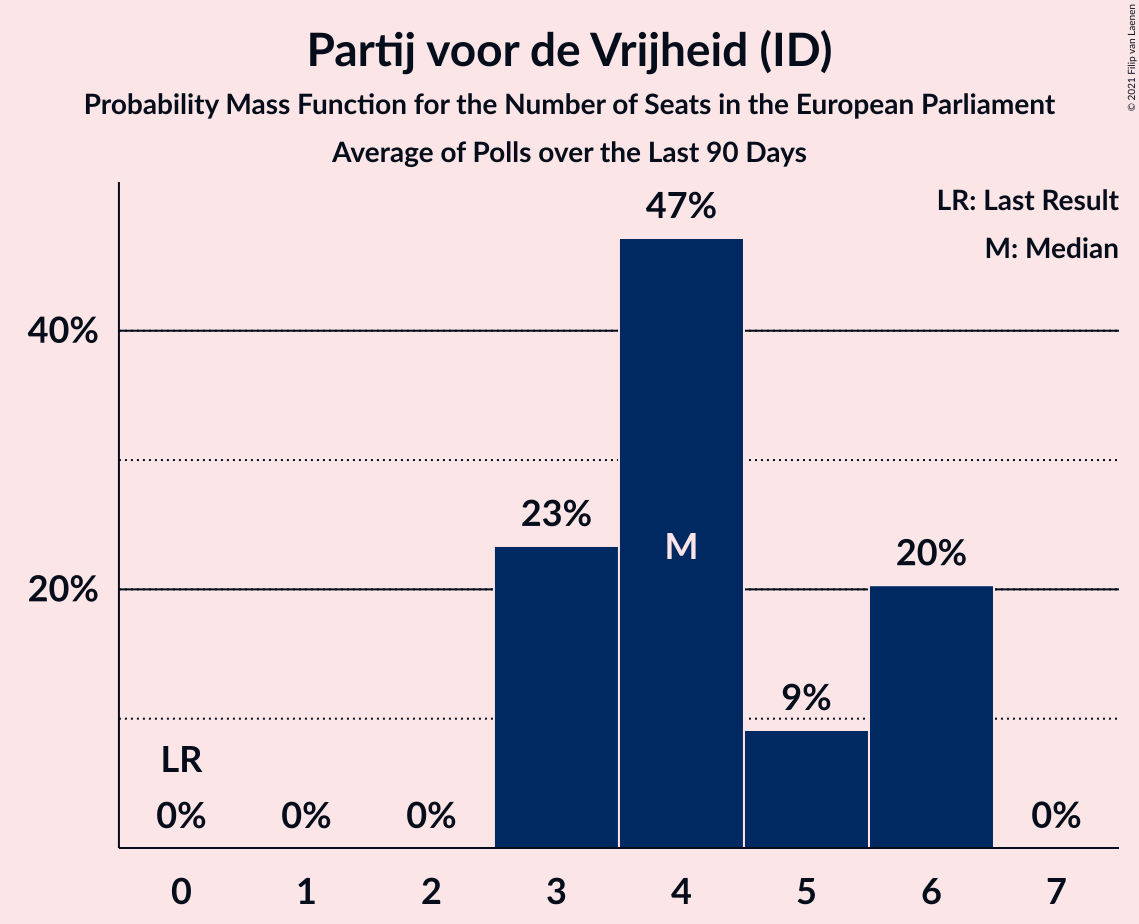 Partij voor de Vrijheid (ID)
Probability Mass Function for the Number of Seats in the European Parliament
Average of Polls over the Last 90 Days
© 2021 Filip van Laenen
LR: Last Result
M: Median
47%
40%
23%
M
20%
20%
9%
LR
0%
0%
0%
0%
0
1
2
3
4
5
6
7